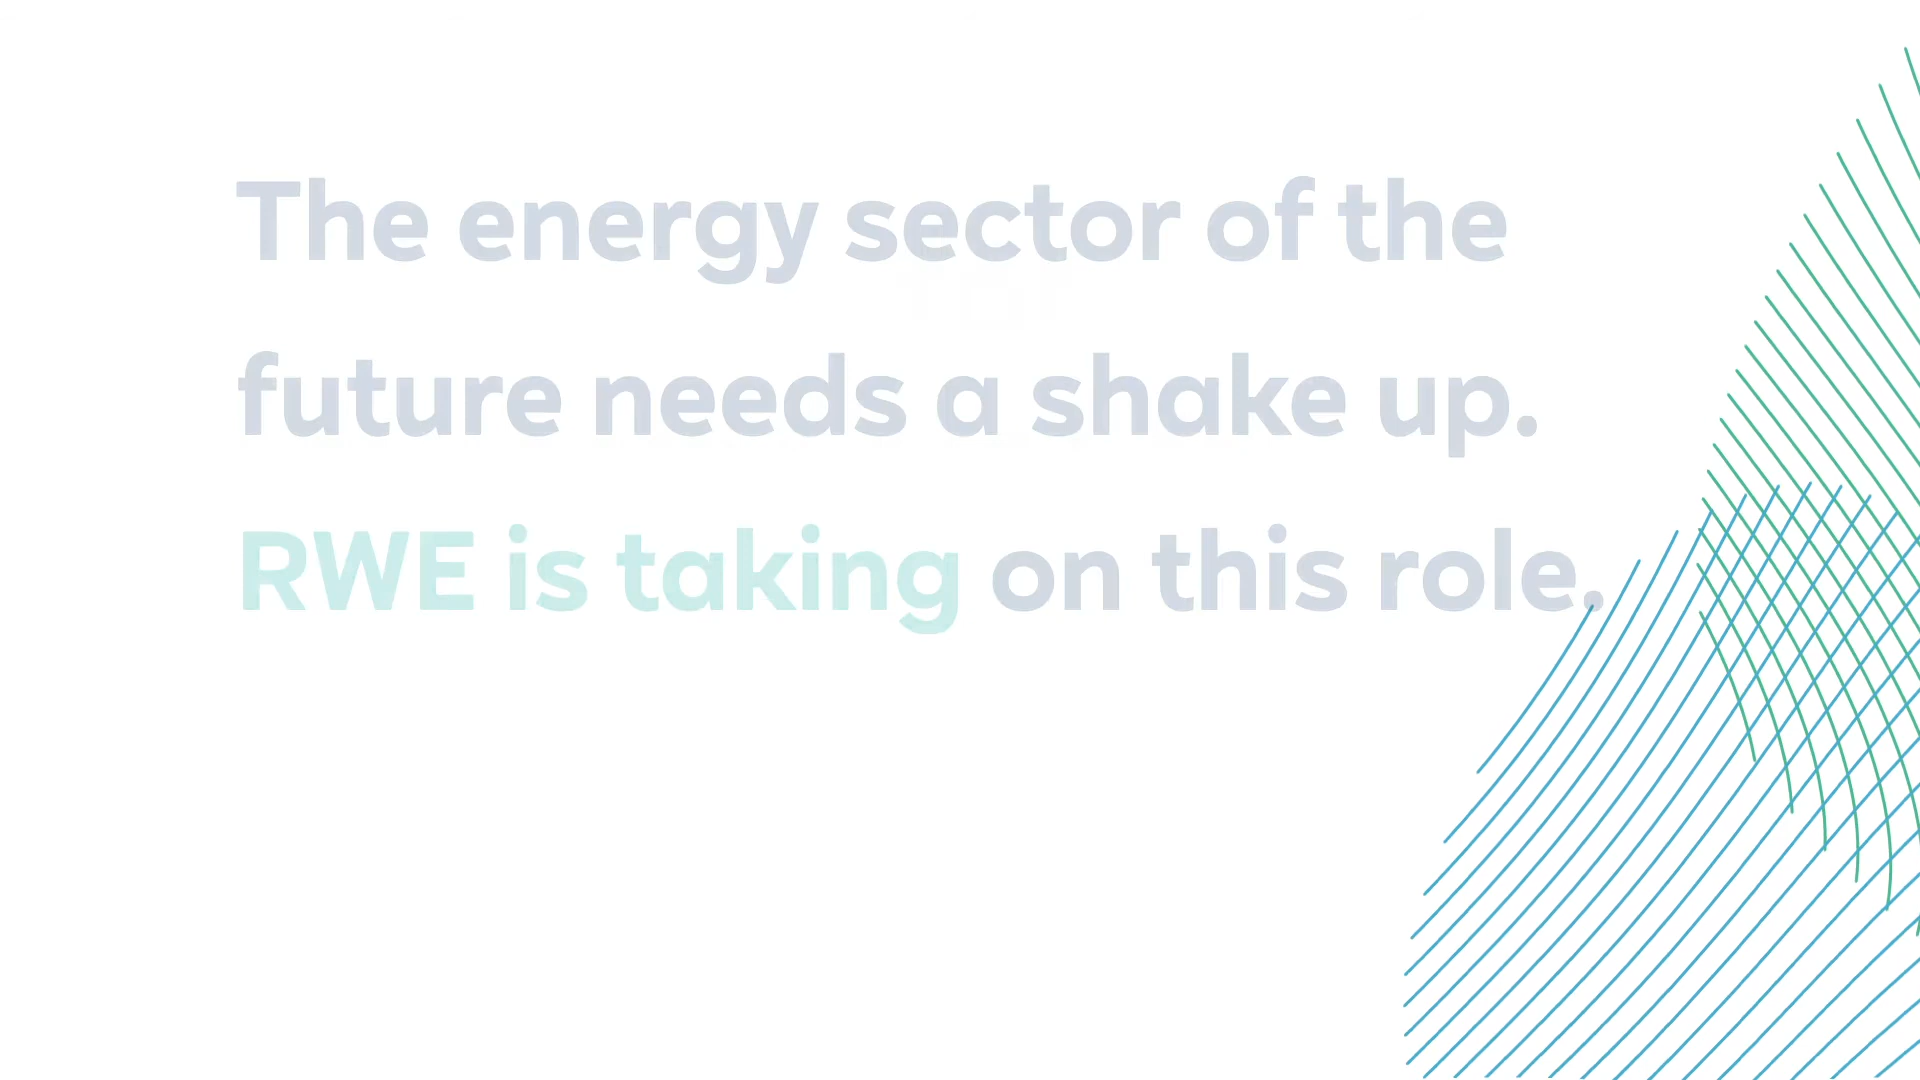 The energy sector of the
future needs a shake up.
RWE is taking on this role.